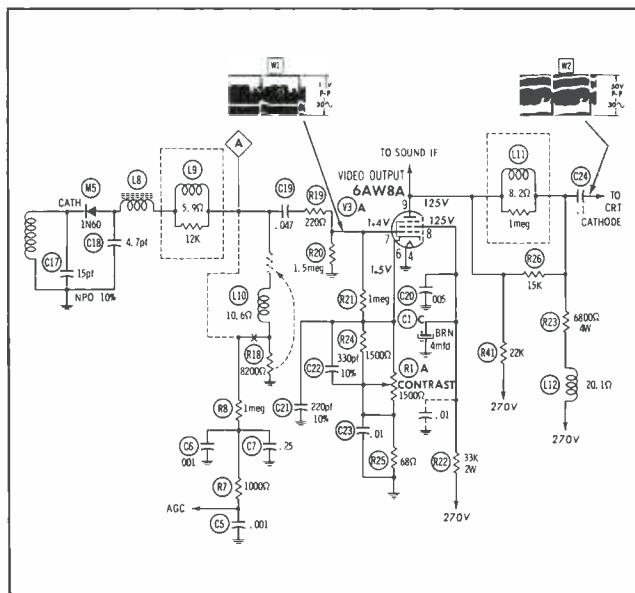 W1
1 V
P-P
30~
W2
50V
P-P
30~
A
TO SOUND IF
VIDEO OUTPUT
6AW8A
L11
8.2Ω
1meg
C24
.1
TO
CRT
CATHODE
CATH
M5
1N60
L8
L9
5.9Ω
12K
C19
.047
R19
220Ω
V3 A
9
125V
1.4V
125V
7
8
6
4
1.5V
C18
4.7pf
C17
15pf
NPO 10%
R20
1.5meg
L10
10.6Ω
R21
1meg
C20
005
C1 C
BRN
4mfd
R26
15K
R23
6800Ω
4W
R18
8200Ω
C22
330pf
10%
R24
1500Ω
R1 A
CONTRAST
1500Ω
R41
22K
L12
20.1Ω
270V
270V
R8
1meg
C21
220pf
10%
C23
.01
.01
R25
68Ω
R22
33K
2W
270V
C6
001
C7
.25
R7
1000Ω
AGC
C5
.001